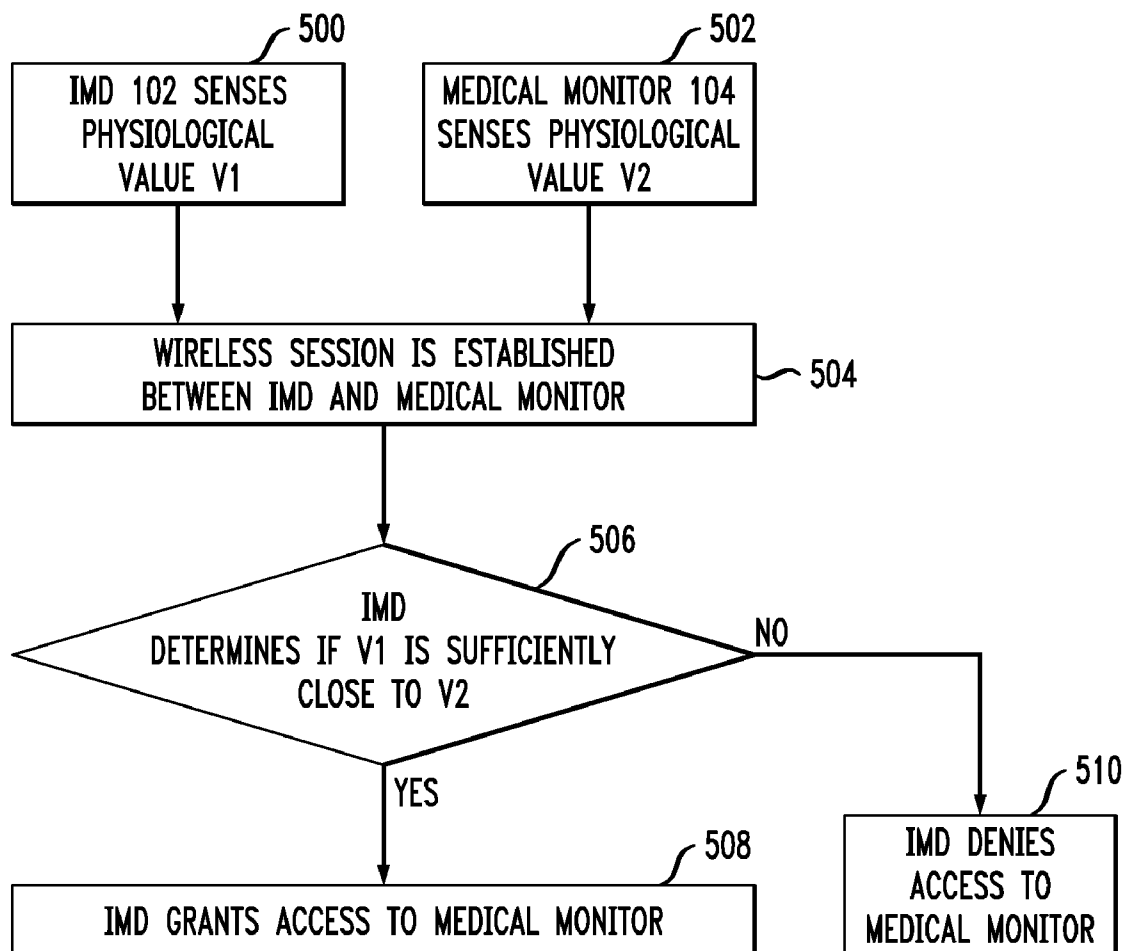 500
IMD 102 SENSES
PHYSIOLOGICAL
VALUE V1
502
MEDICAL MONITOR 104
SENSES PHYSIOLOGICAL
VALUE V2
WIRELESS SESSION IS ESTABLISHED
BETWEEN IMD AND MEDICAL MONITOR
504
506
IMD
DETERMINES IF V1 IS SUFFICIENTLY
CLOSE TO V2
NO
YES
508
IMD GRANTS ACCESS TO MEDICAL MONITOR
510
IMD DENIES
ACCESS TO
MEDICAL MONITOR